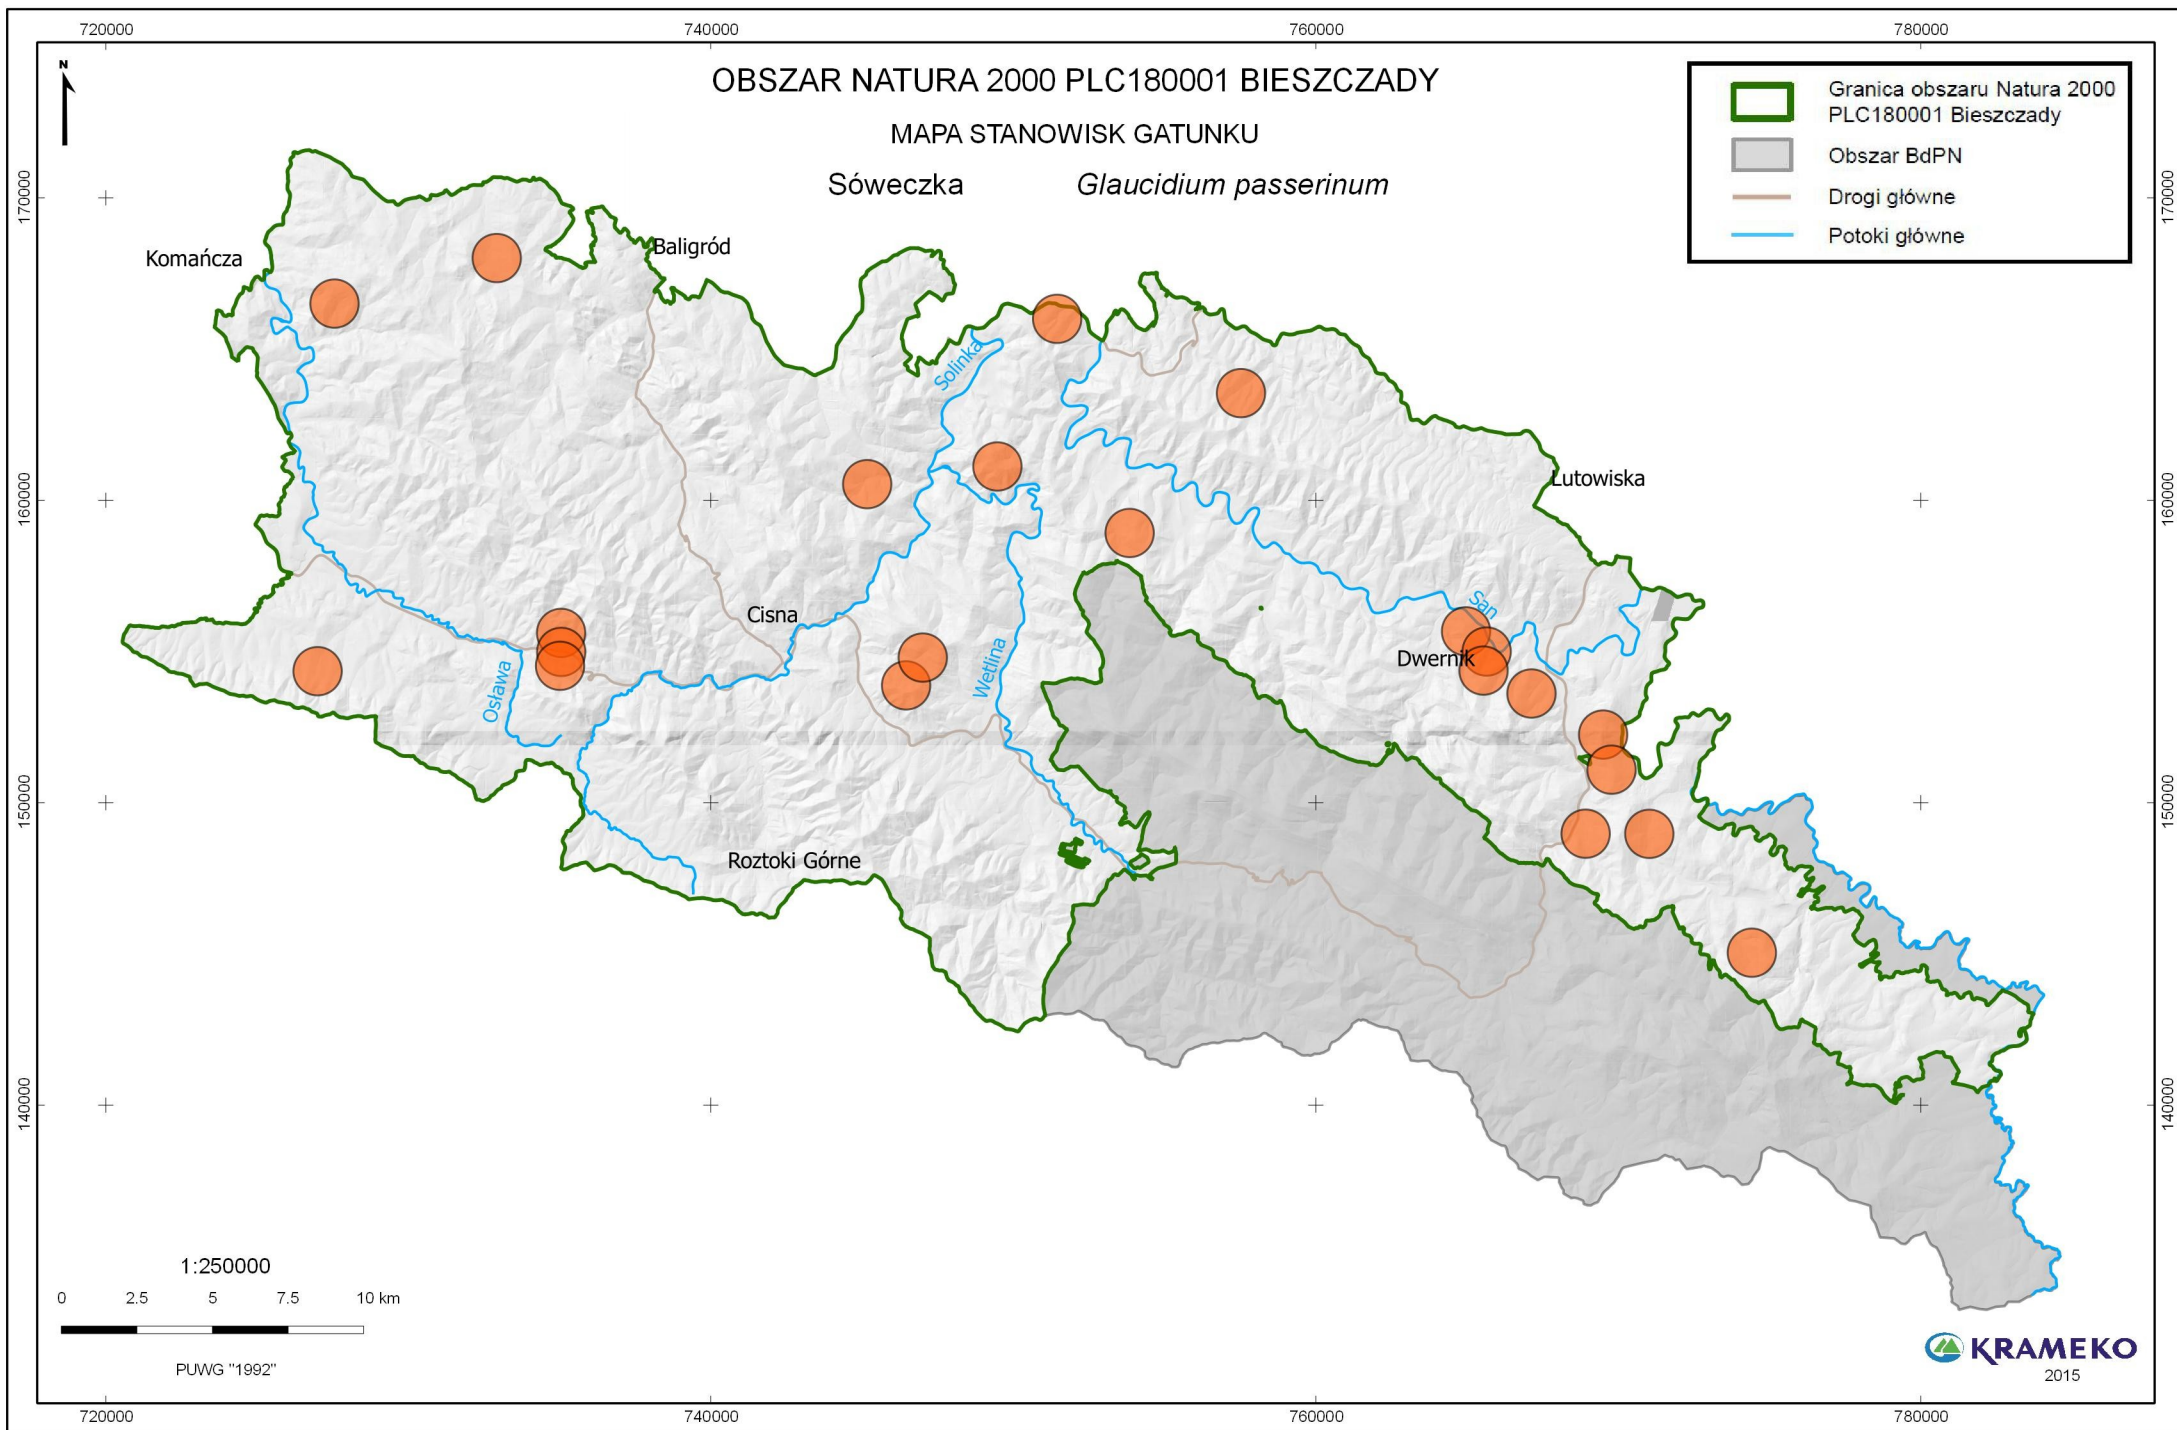 720000 740000 760000 780000
N
OBSZAR NATURA 2000 PLC180001 BIESZCZADY
MAPA STANOWISK GATUNKU
Sóweczka Glaucidium passerinum
Granica obszaru Natura 2000
PLC180001 Bieszczady
Obszar BdPN
Drogi główne
Potoki główne
170000 170000
Komańcza
Baligród
Solinka
Lutowiska
160000 160000
Cisna
San
Dwernik
Osława
Wetlina
150000 150000
Roztoki Górne
140000 140000
1:250000
0 2.5 5 7.5 10 km
PUWG "1992"
KRAMEKO
2015
720000 740000 760000 780000